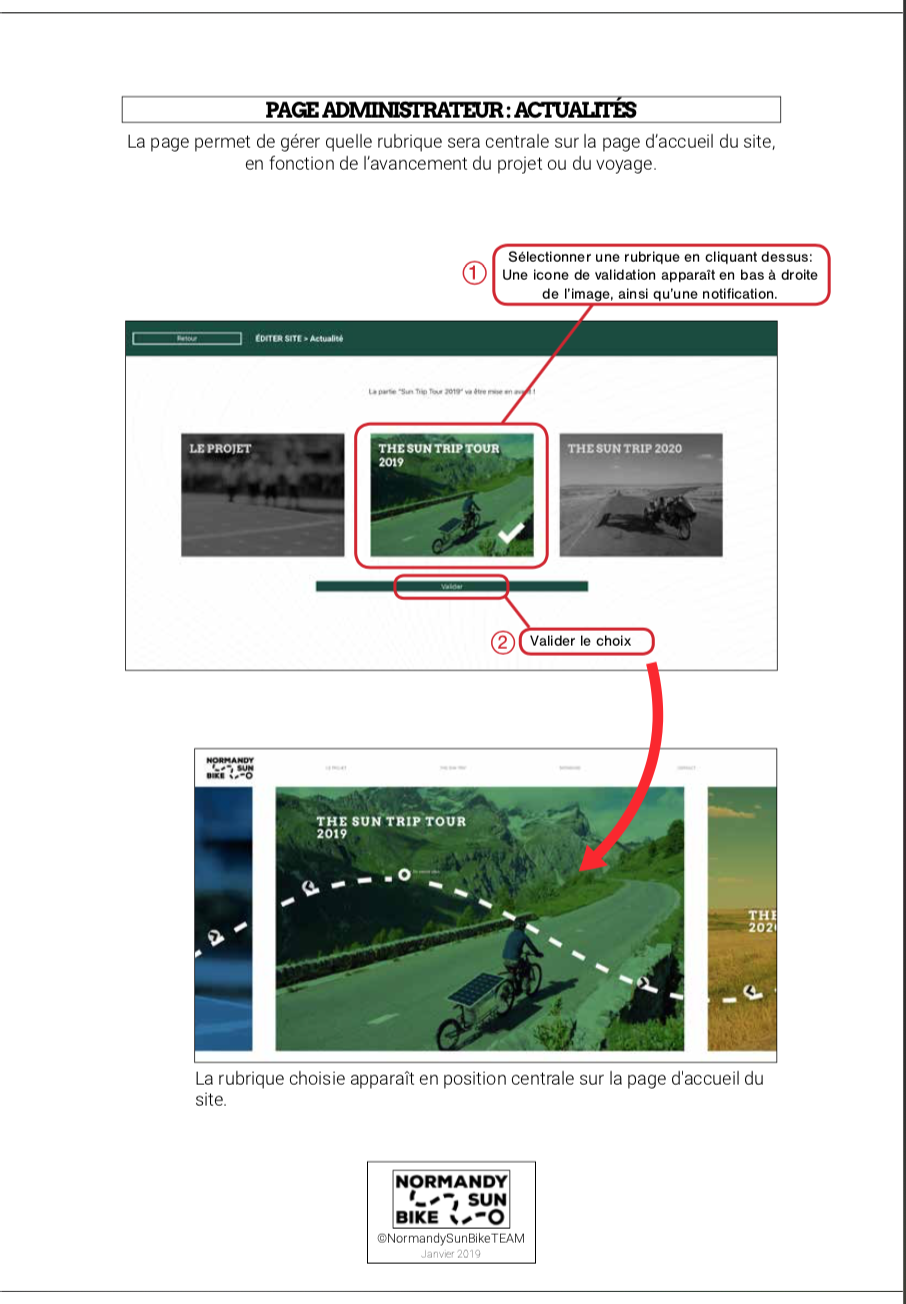 PAGE ADMINISTRATEUR : ACTUALITÉS
La page permet de gérer quelle rubrique sera centrale sur la page d’accueil du site,
en fonction de l’avancement du projet ou du voyage.
1
Sélectionner une rubrique en cliquant dessus:
Une icone de validation apparaît en bas à droite
de l'image, ainsi qu'une notification.
Retour
ÉDITER SITE > Actualité
La partie "Sun Trip Tour 2019" va être mise en avant !
LE PROJET
THE SUN TRIP TOUR
2019
THE SUN TRIP 2020
Valider
2
Valider le choix
NORMANDY
SUN
BIKE
LE PROJET
THE SUN TRIP
CONTACT
THE SUN TRIP TOUR
2019
En savoir plus
THE
2020
La rubrique choisie apparaît en position centrale sur la page d'accueil du
site.
NORMANDY
SUN
BIKE
©NormandySunBikeTEAM
Janvier 2019